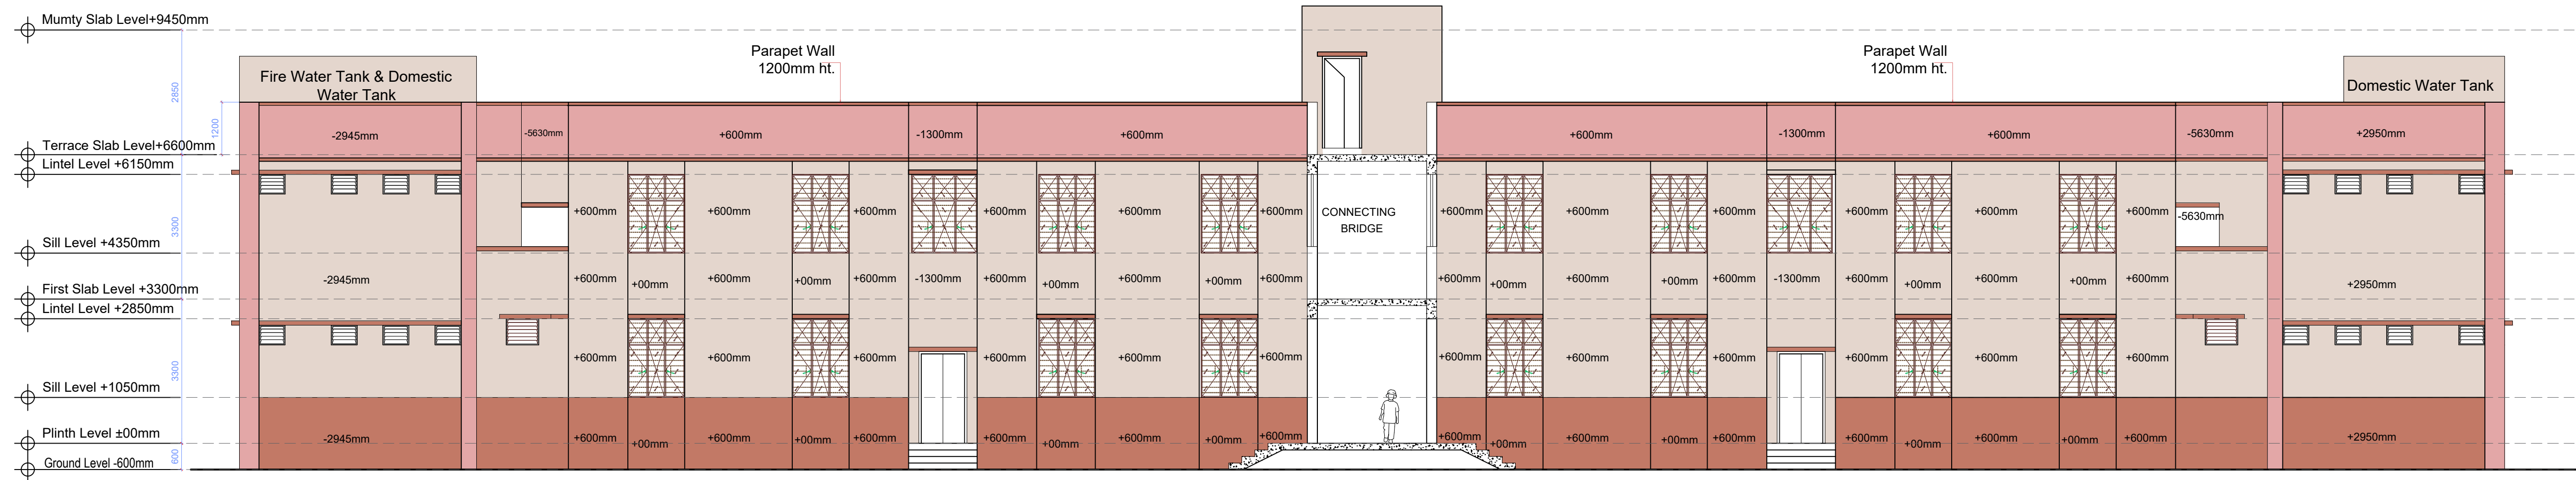 Mumty Slab Level+9450mm
Parapet Wall
1200mm ht.
Parapet Wall
1200mm ht.
Fire Water Tank & Domestic
Water Tank
Domestic Water Tank
2850
1200
-2945mm
-5630mm
+600mm
-1300mm
+600mm
+600mm
-1300mm
+600mm
-5630mm
+2950mm
Terrace Slab Level+6600mm
Lintel Level +6150mm
3300
+600mm
+600mm
+600mm
+600mm
+600mm
+600mm
CONNECTING
BRIDGE
+600mm
+600mm
+600mm
+600mm
+600mm
+600mm
-5630mm
Sill Level +4350mm
-2945mm
+600mm
+00mm
+600mm
+00mm
+600mm
-1300mm
+600mm
+00mm
+600mm
+00mm
+600mm
+600mm
+00mm
+600mm
+00mm
+600mm
-1300mm
+600mm
+00mm
+600mm
+00mm
+600mm
+2950mm
First Slab Level +3300mm
Lintel Level +2850mm
3300
+600mm
+600mm
+600mm
+600mm
+600mm
+600mm
+600mm
+600mm
+600mm
+600mm
+600mm
+600mm
Sill Level +1050mm
-2945mm
+600mm
+00mm
+600mm
+00mm
+600mm
+600mm
+00mm
+600mm
+00mm
+600mm
+600mm
+00mm
+600mm
+00mm
+600mm
+600mm
+00mm
+600mm
+00mm
+600mm
+2950mm
Plinth Level ±00mm
600
Ground Level -600mm